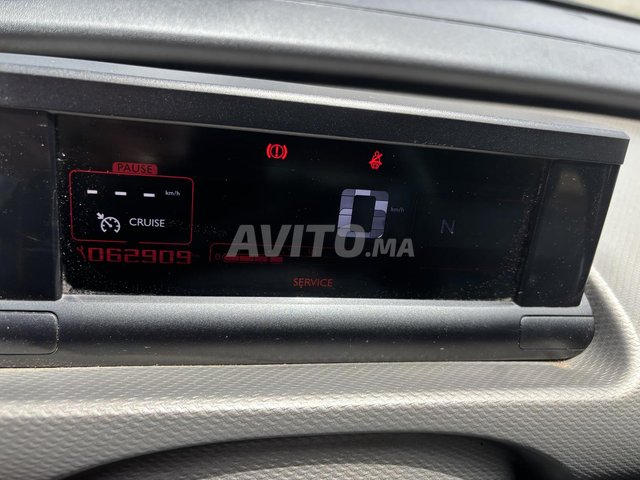 PAUSE
--- km/h
CRUISE
062909
0 km/h
N
AVITO.MA
SERVICE